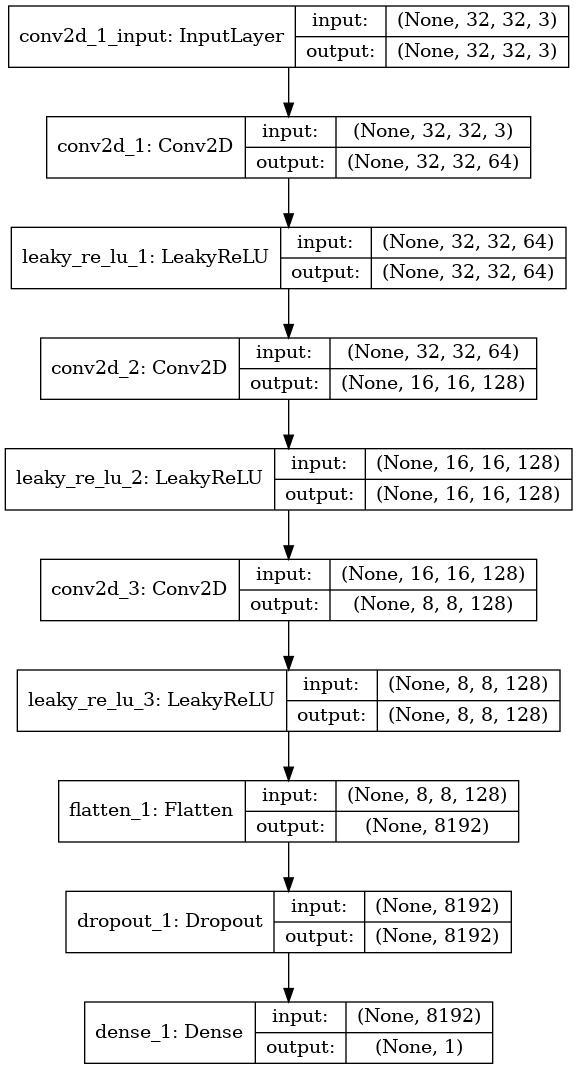 conv2d_1_input: InputLayer
input: (None, 32, 32, 3)
output: (None, 32, 32, 3)
conv2d_1: Conv2D
input: (None, 32, 32, 3)
output: (None, 32, 32, 64)
leaky_re_lu_1: LeakyReLU
input: (None, 32, 32, 64)
output: (None, 32, 32, 64)
conv2d_2: Conv2D
input: (None, 32, 32, 64)
output: (None, 16, 16, 128)
leaky_re_lu_2: LeakyReLU
input: (None, 16, 16, 128)
output: (None, 16, 16, 128)
conv2d_3: Conv2D
input: (None, 16, 16, 128)
output: (None, 8, 8, 128)
leaky_re_lu_3: LeakyReLU
input: (None, 8, 8, 128)
output: (None, 8, 8, 128)
flatten_1: Flatten
input: (None, 8, 8, 128)
output: (None, 8192)
dropout_1: Dropout
input: (None, 8192)
output: (None, 8192)
dense_1: Dense
input: (None, 8192)
output: (None, 1)